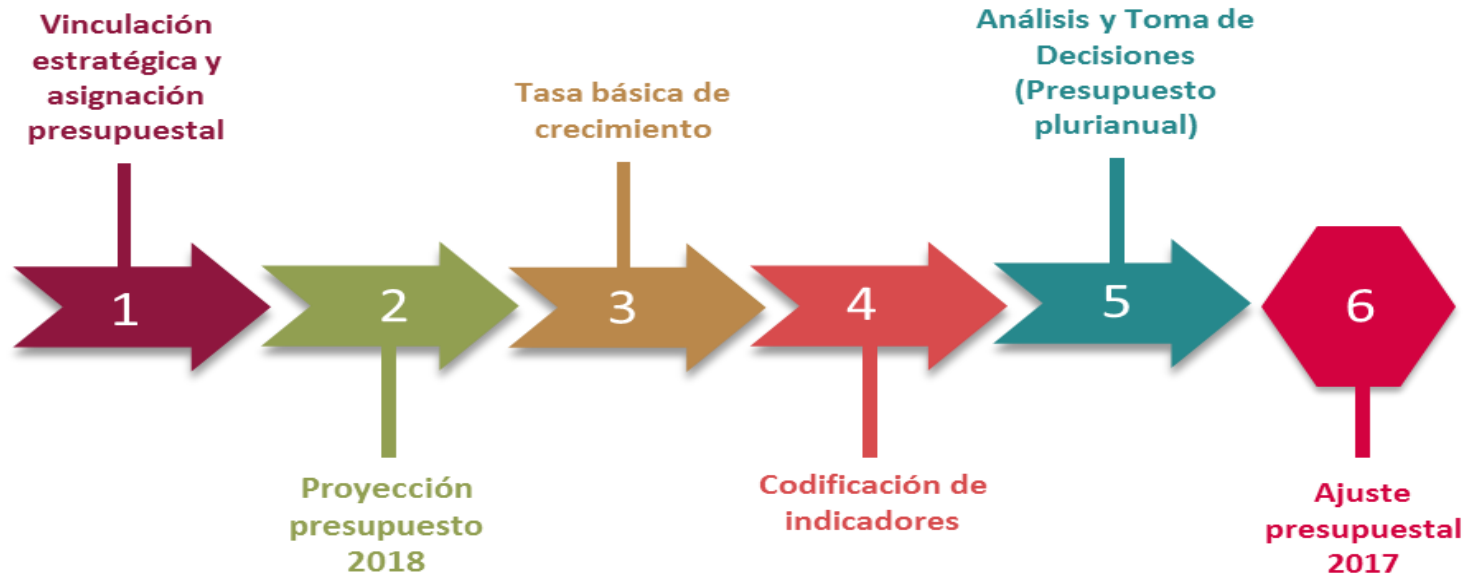 Vinculación
estratégica y
asignación
presupuestal
1
2
Proyección
presupuesto
2018
Tasa básica de
crecimiento
3
4
Codificación de
indicadores
Análisis y Toma de
Decisiones
(Presupuesto
plurianual)
5
6
Ajuste
presupuestal
2017